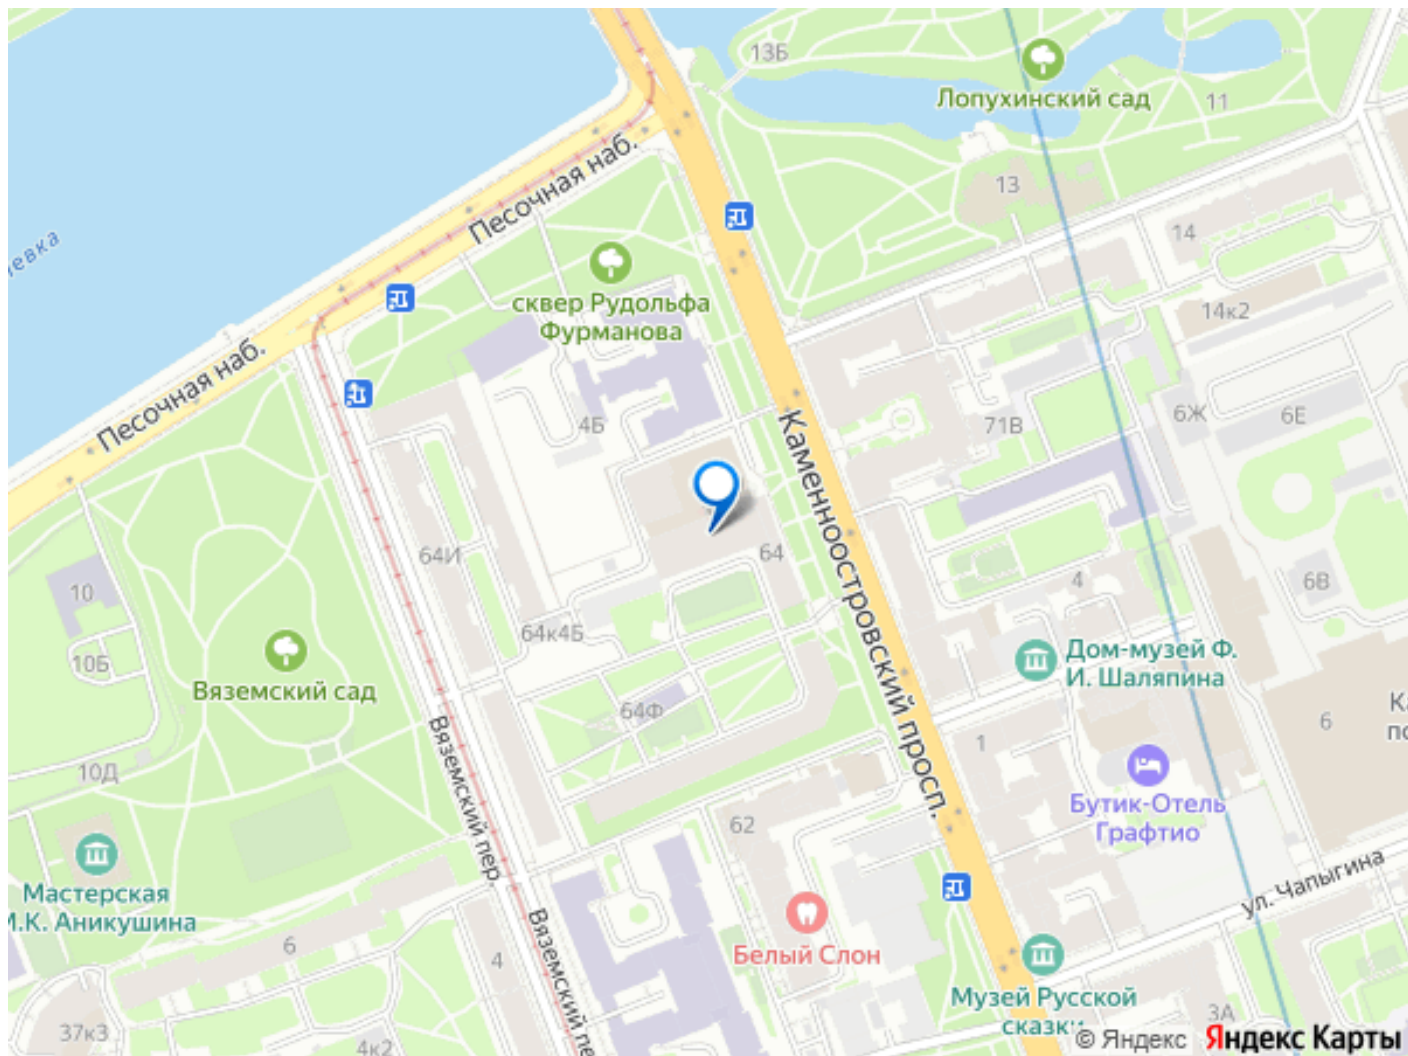 13Б
Лопухинский сад
11
Песочная наб.
13
14
сквер Рудольфа
Фурманова
14к2
Песочная наб.
4Б
71В
6Ж
6Е
Каменноостровский просп.
64И
64
10
4
6В
64к4Б
10Б
Вяземский сад
Дом-музей Ф.
И. Шаляпина
64Ф
6
1
10Д
Вяземский пер.
Бутик-Отель
Графтио
62
ул. Чапыгина
Мастерская
М.К. Аникушина
Вяземский пе
Белый Слон
6
4
Музей Русской
сказки
3А
37к3
4к2
© Яндекс Яндекс Карты